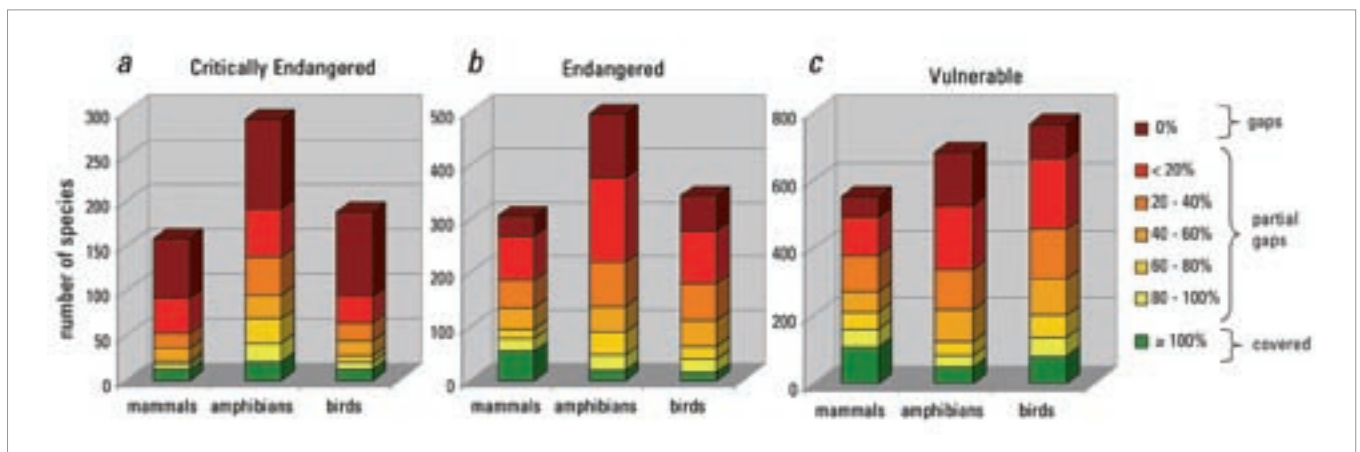 a Critically Endangered
b Endangered
c Vulnerable
number of species
300
250
200
150
100
50
0
mammals amphibians birds
500
400
300
200
100
0
mammals amphibians birds
800
600
400
200
0
mammals amphibians birds
0%
< 20%
20 - 40%
40 - 60%
60 - 80%
80 - 100%
≥ 100%
gaps
partial
gaps
covered